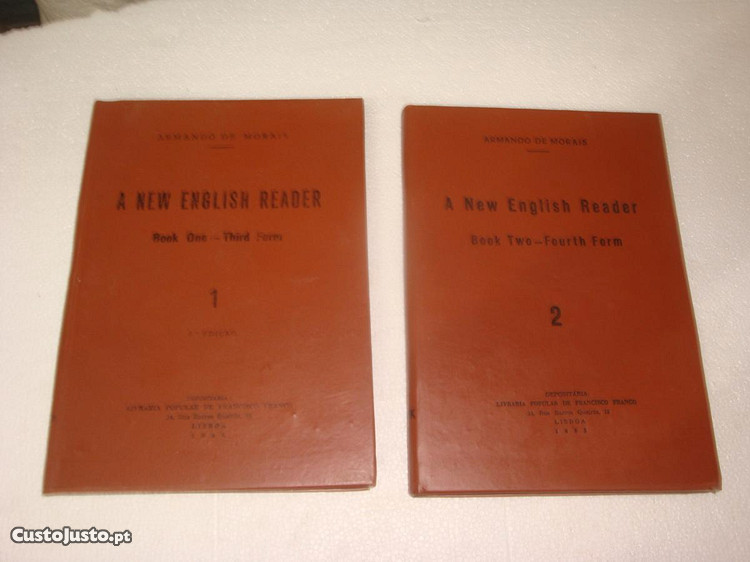 ARMANDO DE MORAIS
A NEW ENGLISH READER
Book One — Third Form
1
DEPOSITÁRIA
LIVRARIA POPULAR DE FRANCISCO FRANCO
LISBOA
ARMANDO DE MORAIS
A New English Reader
Book Two — Fourth Form
2
DEPOSITÁRIA
LIVRARIA POPULAR DE FRANCISCO FRANCO
LISBOA
CustoJusto.pt